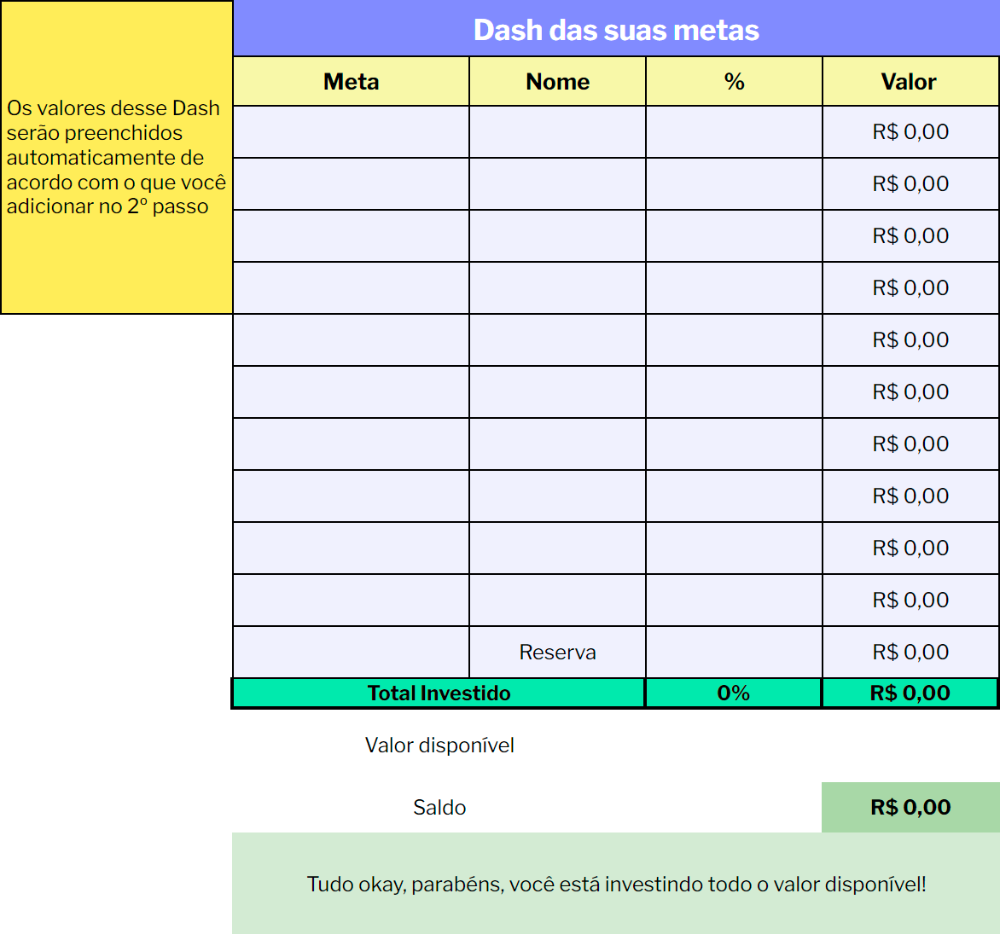 Dash das suas metas
Meta Nome % Valor
Os valores desse Dash
serão preenchidos
automaticamente de
acordo com o que você
adicionar no 2º passo
R$ 0,00
R$ 0,00
R$ 0,00
R$ 0,00
R$ 0,00
R$ 0,00
R$ 0,00
R$ 0,00
R$ 0,00
R$ 0,00
Reserva R$ 0,00
Total Investido 0% R$ 0,00
Valor disponível
Saldo R$ 0,00
Tudo okay, parabéns, você está investindo todo o valor disponível!